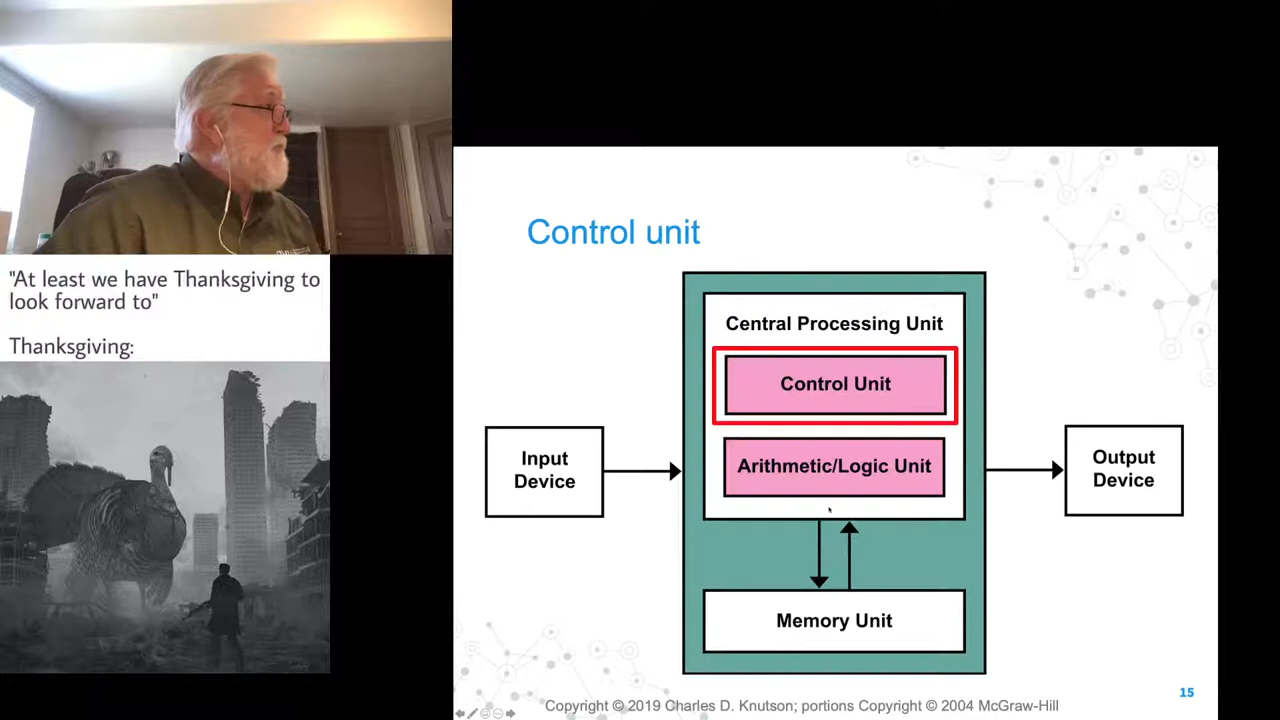 "At least we have Thanksgiving to
look forward to"
Thanksgiving:
Control unit
Central Processing Unit
Control Unit
Arithmetic/Logic Unit
Input
Device
Output
Device
Memory Unit
15
Copyright © 2019 Charles D. Knutson; portions Copyright © 2004 McGraw-Hill